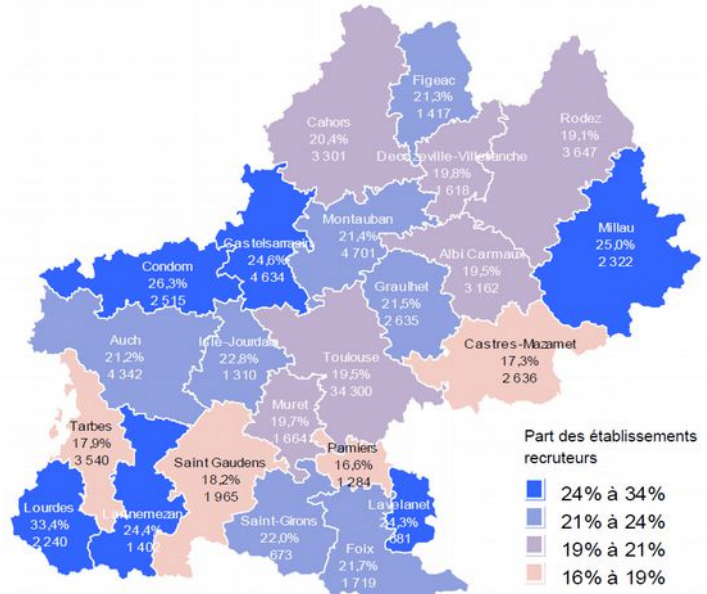 Figeac
21,3%
1 417
Cahors
20,4%
3 301
Rodez
19,1%
3 647
Decazeville-Villefranche
19,8%
1 618
Millau
25,0%
2 322
Montauban
21,4%
4 701
Castelsarrasin
24,6%
4 634
Condom
26,3%
2 515
Albi Carmaux
19,5%
3 162
Graulhet
21,5%
2 635
Auch
21,2%
4 342
Isle-Jourdain
22,8%
1 310
Toulouse
19,5%
34 300
Castres-Mazamet
17,3%
2 636
Muret
19,7%
1 664
Tarbes
17,9%
3 540
Saint Gaudens
18,2%
1 965
Pamiers
16,6%
1 284
Lourdes
33,4%
2 240
Lannemezan
24,4%
1 402
Saint-Girons
22,0%
673
Foix
21,7%
1 719
Lavelanet
24,3%
681
Part des établissements
recruteurs
24% à 34%
21% à 24%
19% à 21%
16% à 19%